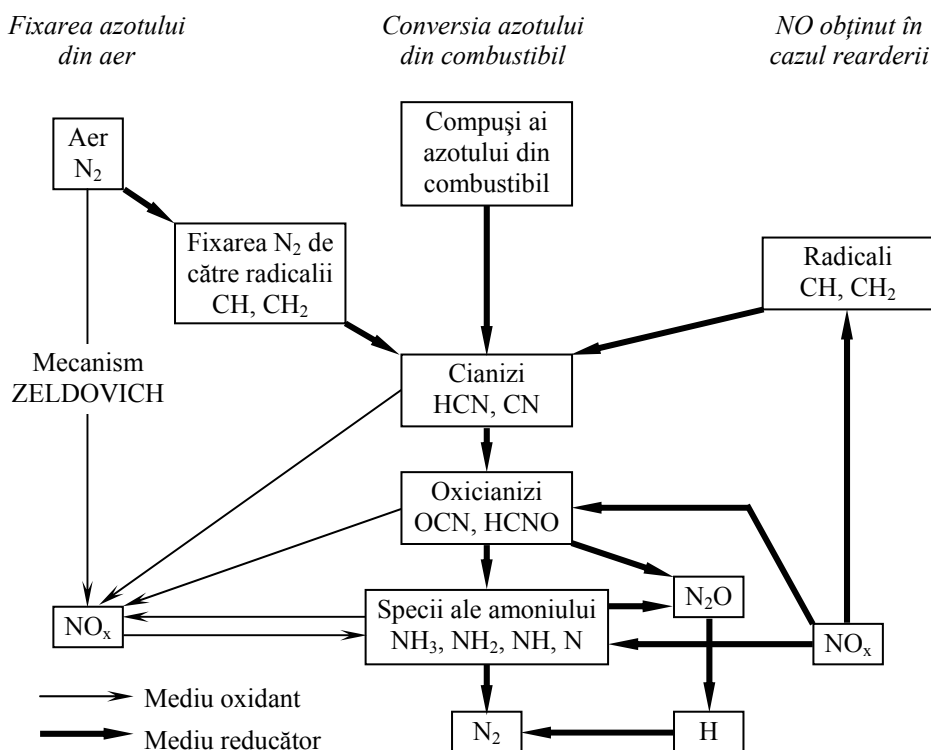 Fixarea azotului
din aer
Conversia azotului
din combustibil
NO obținut în
cazul rearderii
Aer
N₂
Compuşi ai
azotului din
combustibil
Fixarea N₂ de
către radicalii
CH, CH₂
Radicali
CH, CH₂
Mecanism
ZELDOVICH
Cianizi
HCN, CN
Oxicianizi
OCN, HCNO
NOₓ
Specii ale amoniului
NH₃, NH₂, NH, N
N₂O
NOₓ
Mediu oxidant
Mediu reducător
N₂
H